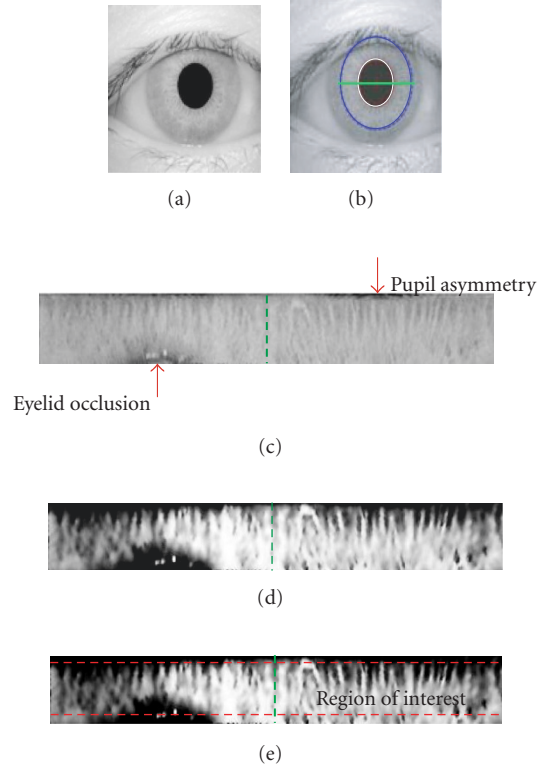 (a)
(b)
Pupil asymmetry
Eyelid occlusion
(c)
(d)
Region of interest
(e)